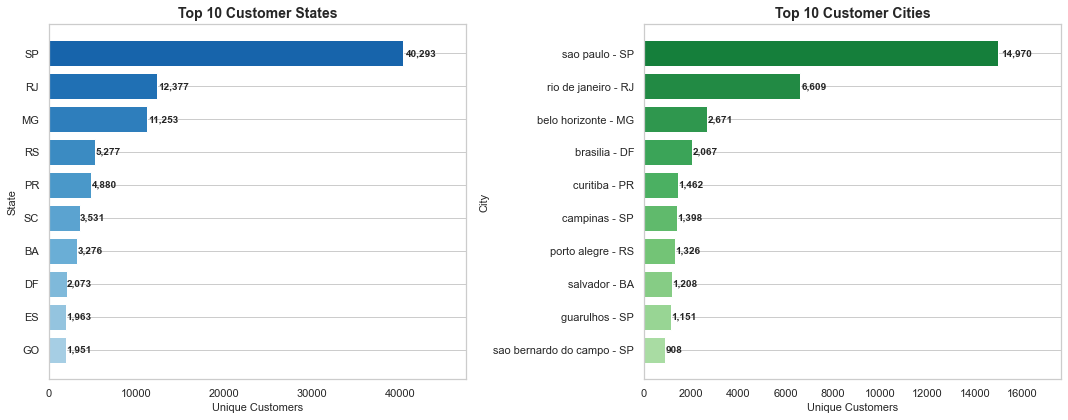 Top 10 Customer States
State
SP 40,293
RJ 12,377
MG 11,253
RS 5,277
PR 4,880
SC 3,531
BA 3,276
DF 2,073
ES 1,963
GO 1,951
0 10000 20000 30000 40000
Unique Customers
Top 10 Customer Cities
City
sao paulo - SP 14,970
rio de janeiro - RJ 6,609
belo horizonte - MG 2,671
brasilia - DF 2,067
curitiba - PR 1,462
campinas - SP 1,398
porto alegre - RS 1,326
salvador - BA 1,208
guarulhos - SP 1,151
sao bernardo do campo - SP 908
0 2000 4000 6000 8000 10000 12000 14000 16000
Unique Customers